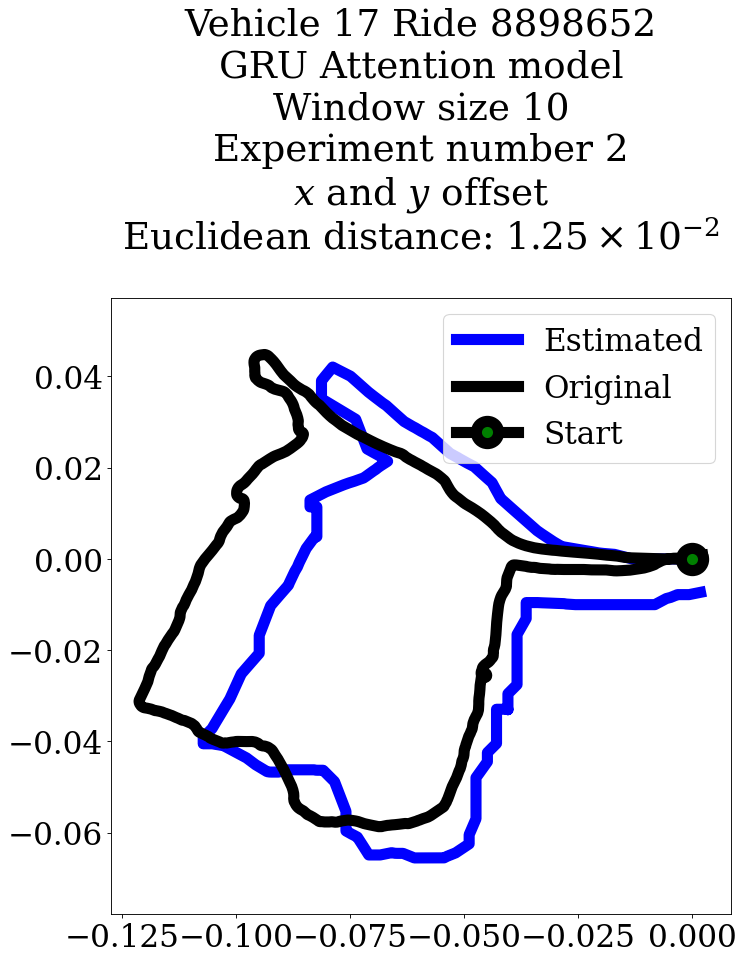 Vehicle 17 Ride 8898652
GRU Attention model
Window size 10
Experiment number 2
x and y offset
Euclidean distance: 1.25 × 10⁻²
Estimated
Original
Start
0.04
0.02
0.00
−0.02
−0.04
−0.06
−0.125 −0.100 −0.075 −0.050 −0.025 0.000